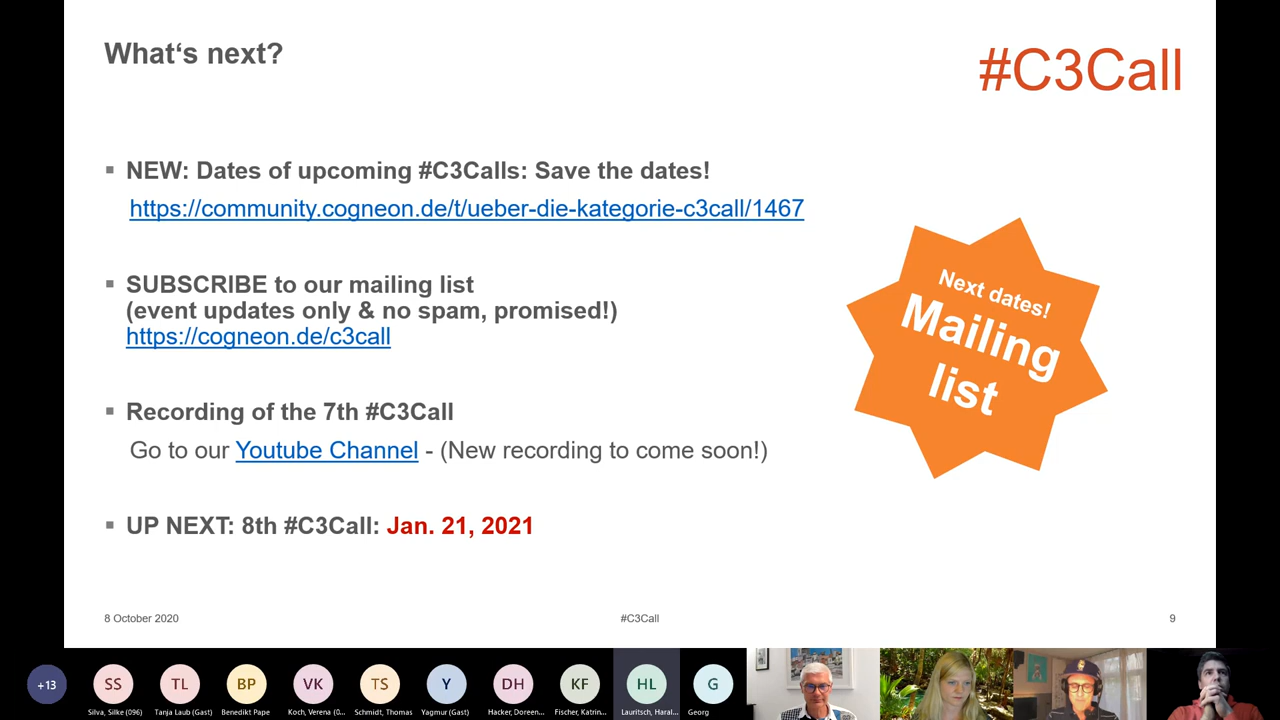 What‘s next?
#C3Call
▪ NEW: Dates of upcoming #C3Calls: Save the dates!
https://community.cogneon.de/t/ueber-die-kategorie-c3call/1467
▪ SUBSCRIBE to our mailing list
(event updates only & no spam, promised!)
https://cogneon.de/c3call
Next dates!
Mailing
list
▪ Recording of the 7th #C3Call
Go to our Youtube Channel - (New recording to come soon!)
▪ UP NEXT: 8th #C3Call: Jan. 21, 2021
8 October 2020
#C3Call
9
+13
SS
TL
BP
VK
TS
Y
DH
KF
HL
G
Silva, Silke (096)
Tanja Laub (Gast)
Benedikt Pape
Koch, Verena (0...
Schmidt, Thomas
Yagmur (Gast)
Hacker, Doreen...
Fischer, Katrin...
Lauritsch, Haral...
Georg